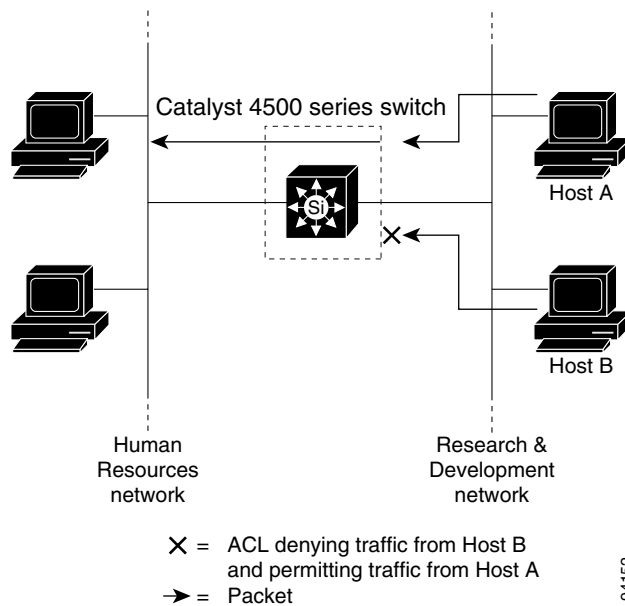 Catalyst 4500 series switch
Si
Host A
Host B
Human
Resources
network
Research &
Development
network
X = ACL denying traffic from Host B
and permitting traffic from Host A
→ = Packet